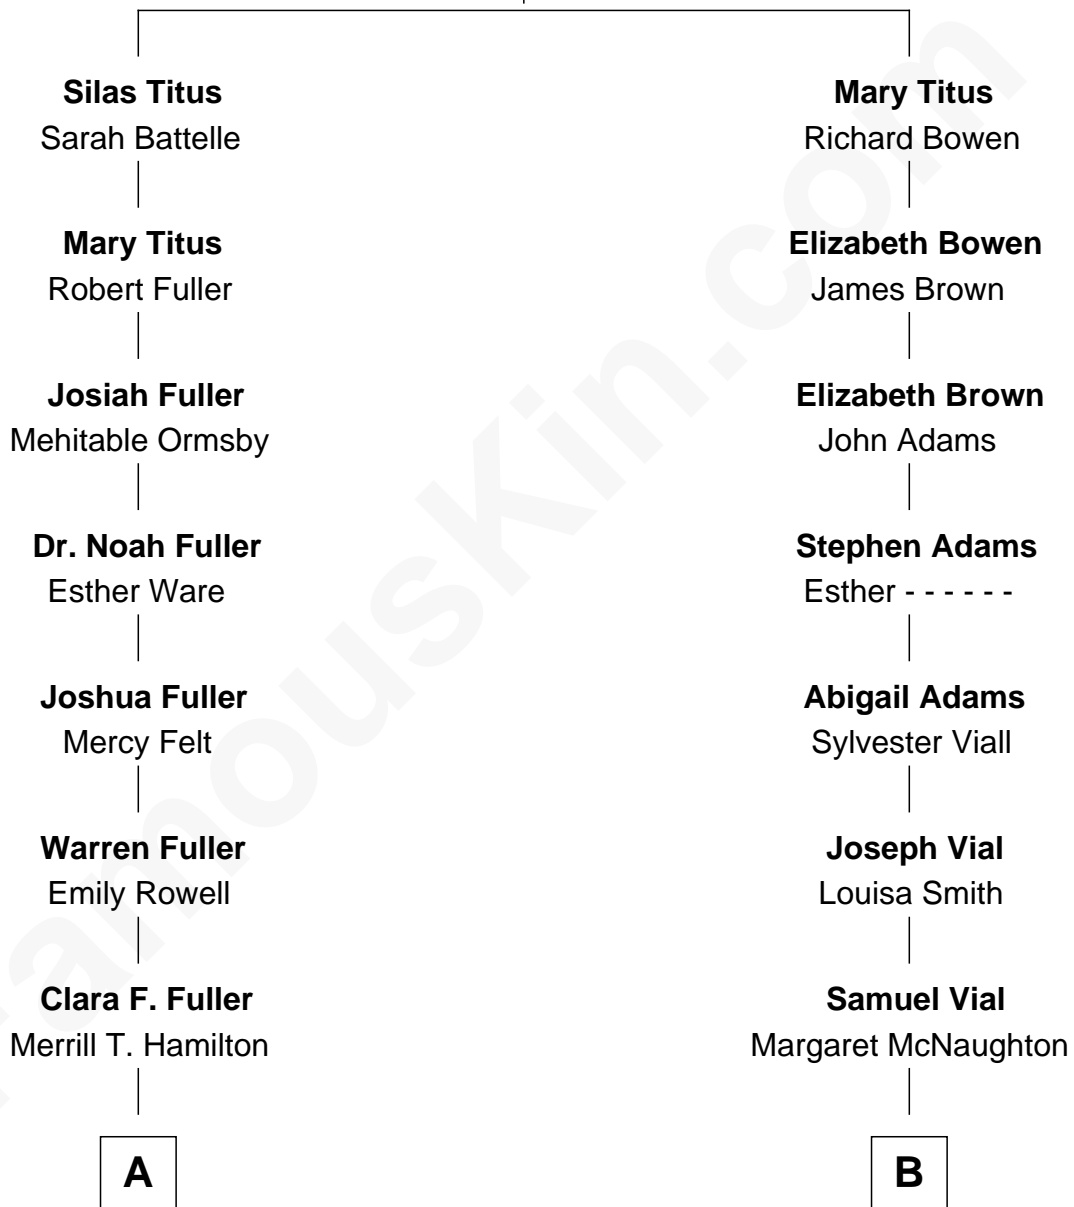 Silas Titus
Sarah Battelle
Mary Titus
Robert Fuller
Josiah Fuller
Mehitable Ormsby
Dr. Noah Fuller
Esther Ware
Joshua Fuller
Mercy Felt
Warren Fuller
Emily Rowell
Clara F. Fuller
Merrill T. Hamilton
A
Mary Titus
Richard Bowen
Elizabeth Bowen
James Brown
Elizabeth Brown
John Adams
Stephen Adams
Esther - - - - - -
Abigail Adams
Sylvester Viall
Joseph Vial
Louisa Smith
Samuel Vial
Margaret McNaughton
B
FamousKin.com